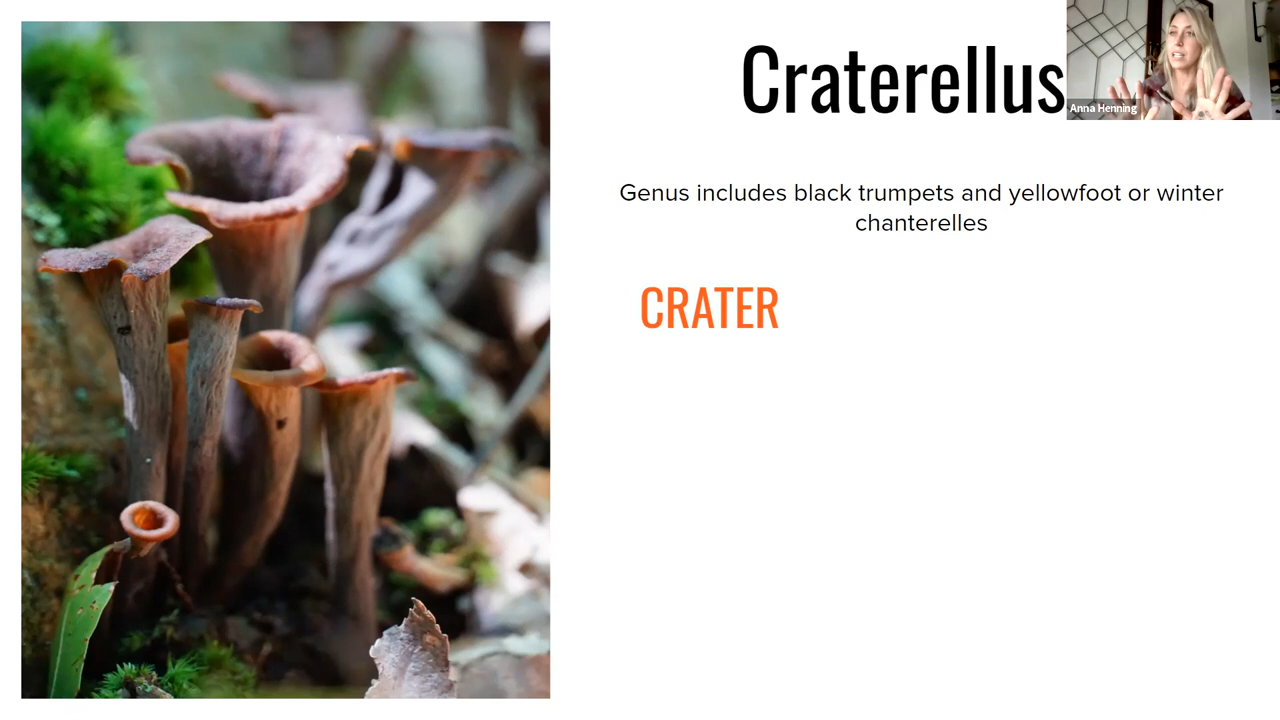 Craterellus
Anna Henning
Genus includes black trumpets and yellowfoot or winter
chanterelles
CRATER